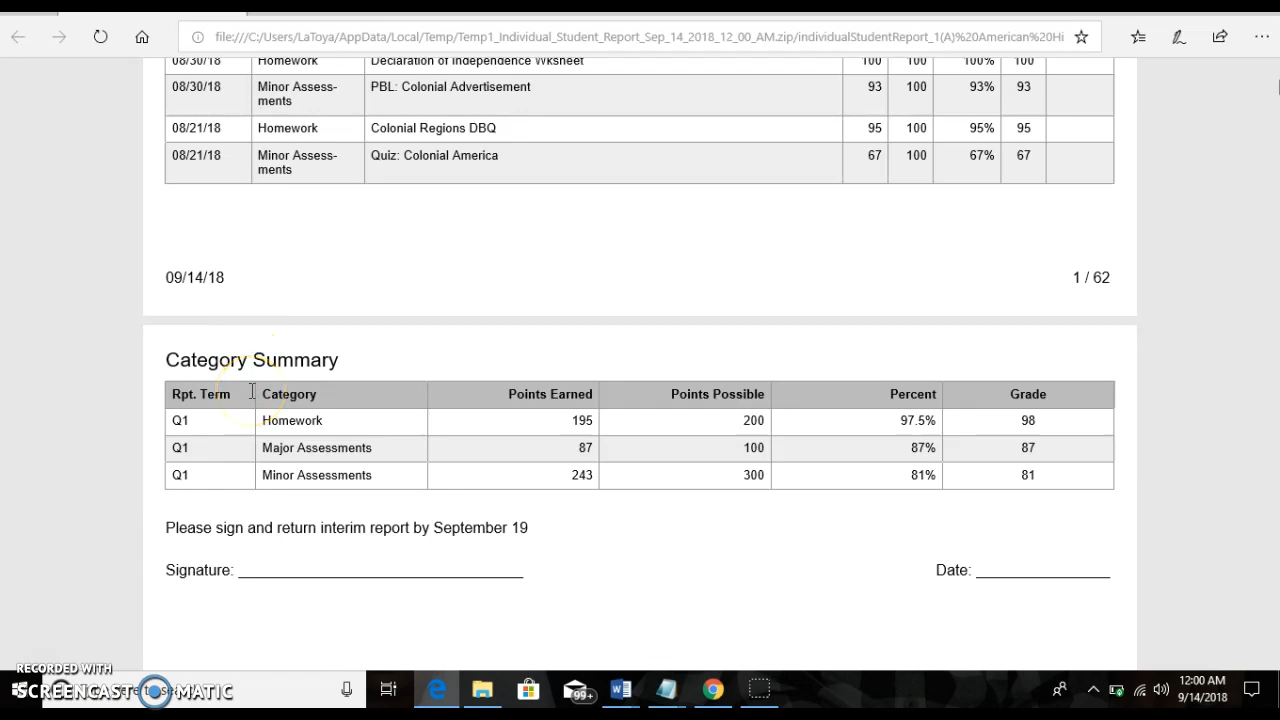 file:///C:/Users/LaToya/AppData/Local/Temp/Temp1_Individual_Student_Report_Sep_14_2018_12_00_AM.zip/individualStudentReport_1(A)%20American%20Hi
08/30/18 Homework Declaration of Independence Wksheet 100 100 100% 100
08/30/18 Minor Assess- PBL: Colonial Advertisement 93 100 93% 93
ments
08/21/18 Homework Colonial Regions DBQ 95 100 95% 95
08/21/18 Minor Assess- Quiz: Colonial America 67 100 67% 67
ments
09/14/18 1 / 62
Category Summary
Rpt. Term Category Points Earned Points Possible Percent Grade
Q1 Homework 195 200 97.5% 98
Q1 Major Assessments 87 100 87% 87
Q1 Minor Assessments 243 300 81% 81
Please sign and return interim report by September 19
Signature: Date:
RECORDED WITH
SCREENCAST MATIC
99+
12:00 AM
9/14/2018